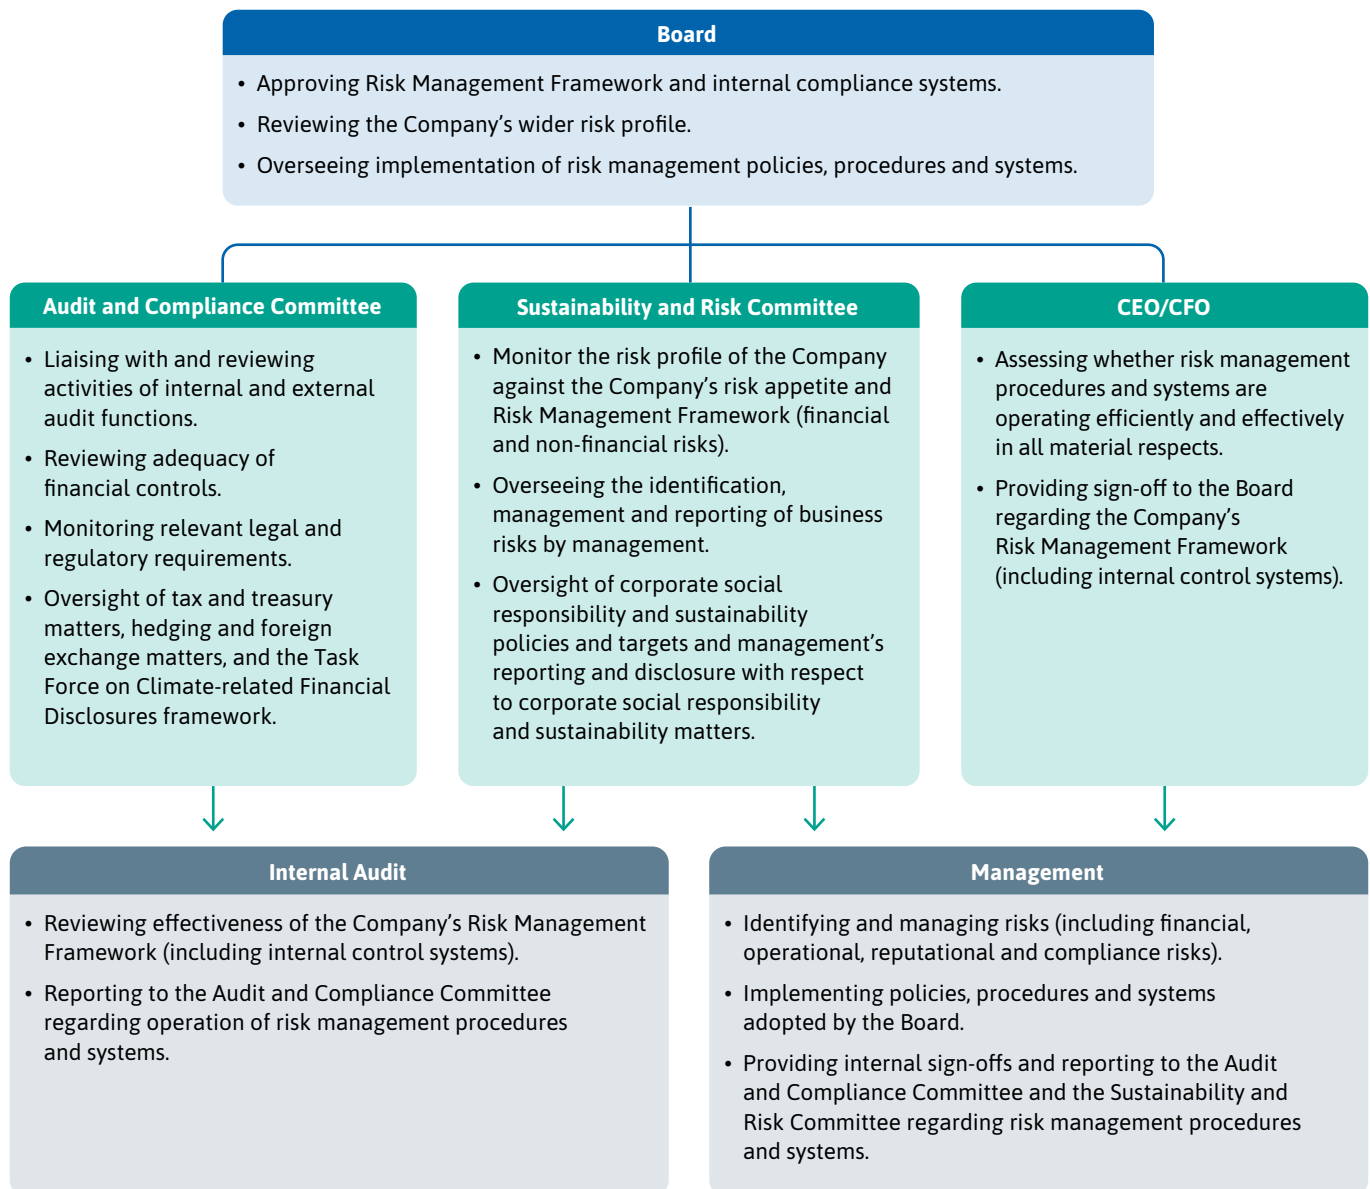 Board
• Approving Risk Management Framework and internal compliance systems.
• Reviewing the Company’s wider risk profile.
• Overseeing implementation of risk management policies, procedures and systems.
Audit and Compliance Committee
• Liaising with and reviewing
activities of internal and external
audit functions.
• Reviewing adequacy of
financial controls.
• Monitoring relevant legal and
regulatory requirements.
• Oversight of tax and treasury
matters, hedging and foreign
exchange matters, and the Task
Force on Climate-related Financial
Disclosures framework.
Sustainability and Risk Committee
• Monitor the risk profile of the Company
against the Company’s risk appetite and
Risk Management Framework (financial
and non-financial risks).
• Overseeing the identification,
management and reporting of business
risks by management.
• Oversight of corporate social
responsibility and sustainability
policies and targets and management’s
reporting and disclosure with respect
to corporate social responsibility
and sustainability matters.
CEO/CFO
• Assessing whether risk management
procedures and systems are
operating efficiently and effectively
in all material respects.
• Providing sign-off to the Board
regarding the Company’s
Risk Management Framework
(including internal control systems).
Internal Audit
• Reviewing effectiveness of the Company’s Risk Management
Framework (including internal control systems).
• Reporting to the Audit and Compliance Committee
regarding operation of risk management procedures
and systems.
Management
• Identifying and managing risks (including financial,
operational, reputational and compliance risks).
• Implementing policies, procedures and systems
adopted by the Board.
• Providing internal sign-offs and reporting to the Audit
and Compliance Committee and the Sustainability and
Risk Committee regarding risk management procedures
and systems.